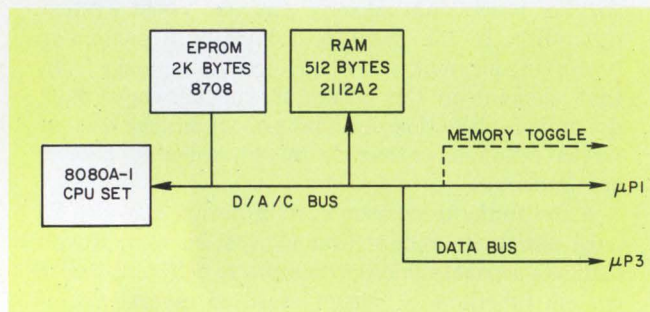 EPROM
2K BYTES
8708
RAM
512 BYTES
2112A2
MEMORY TOGGLE
8080A-1
CPU SET
D/A/C BUS
μP1
DATA BUS
μP3